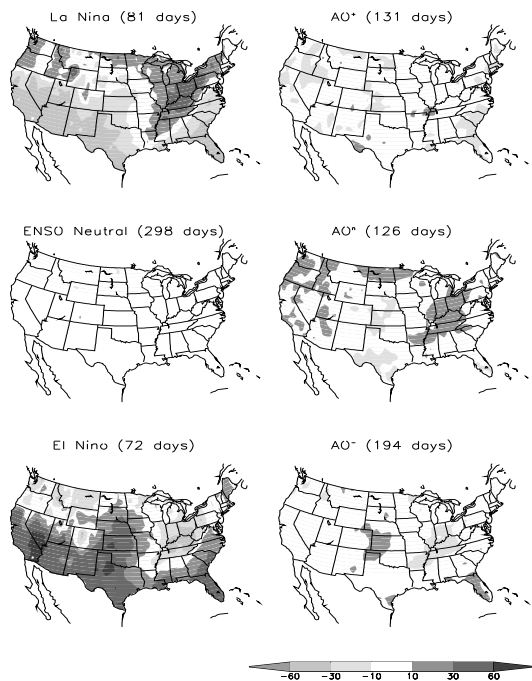 La Nina (81 days)
AO⁺ (131 days)
ENSO Neutral (298 days)
AOⁿ (126 days)
El Nino (72 days)
AO⁻ (194 days)
-60 -30 -10 10 30 60